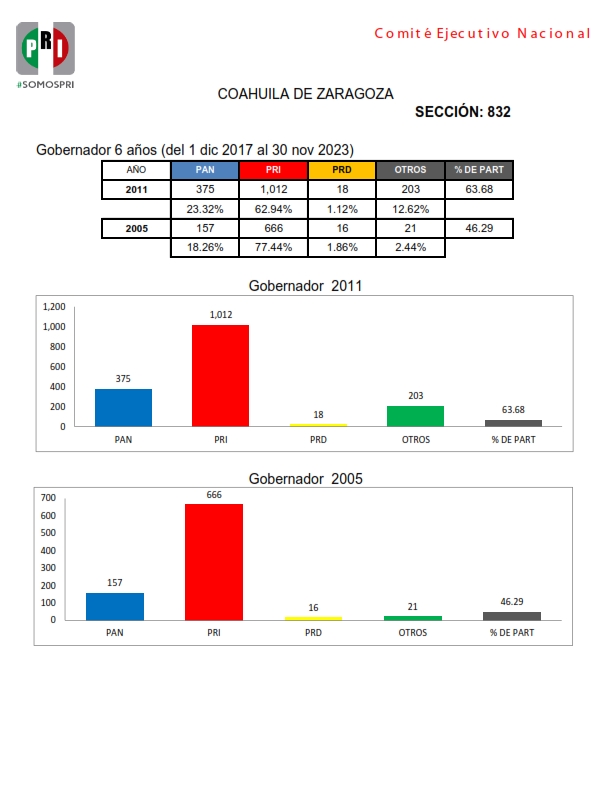 Comité Ejecutivo Nacional
PRI
#SOMOSPRI
COAHUILA DE ZARAGOZA
SECCIÓN: 832
Gobernador 6 años (del 1 dic 2017 al 30 nov 2023)
AÑO PAN PRI PRD OTROS % DE PART
2011 375 1,012 18 203 63.68
23.32% 62.94% 1.12% 12.62%
2005 157 666 16 21 46.29
18.26% 77.44% 1.86% 2.44%
Gobernador 2011
1,200
1,000
800
600
400
200
0
375
1,012
18
203
63.68
PAN PRI PRD OTROS % DE PART
Gobernador 2005
700
600
500
400
300
200
100
0
157
666
16
21
46.29
PAN PRI PRD OTROS % DE PART